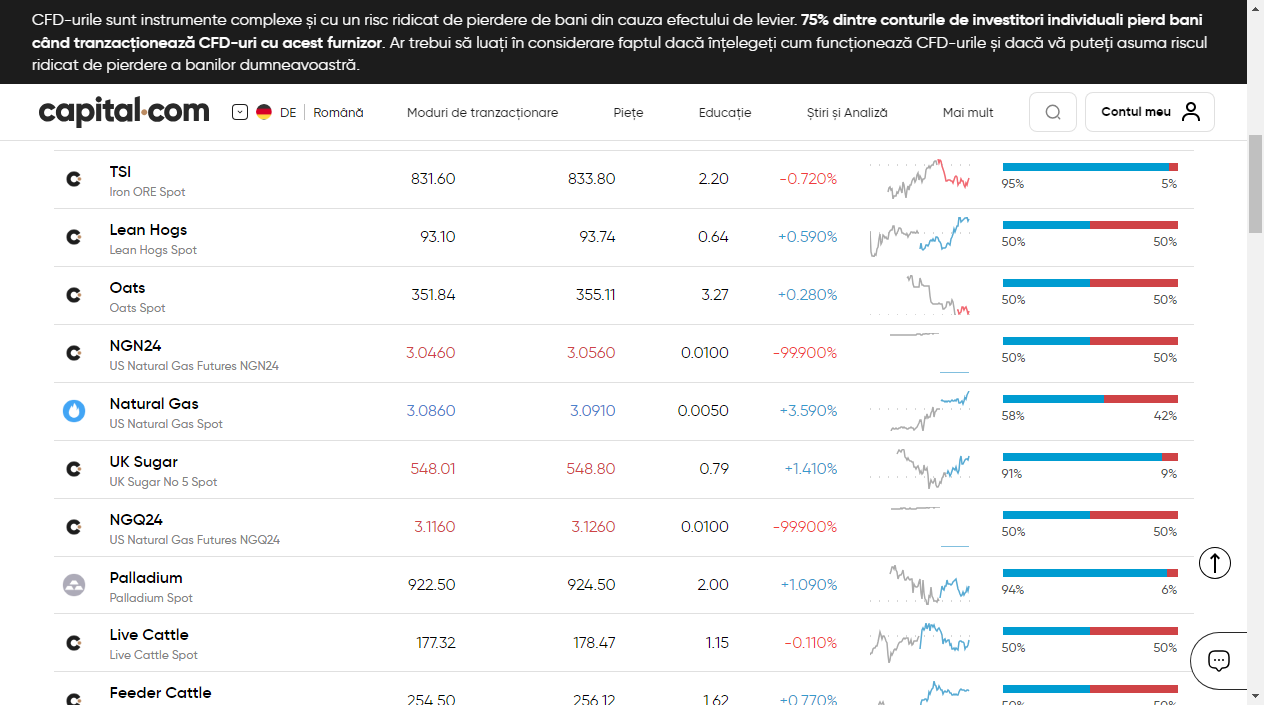 CFD-urile sunt instrumente complexe și cu un risc ridicat de pierdere de bani din cauza efectului de levier. 75% dintre conturile de investitori individuali pierd bani
când tranzacționează CFD-uri cu acest furnizor. Ar trebui să luați în considerare faptul dacă înțelegeți cum funcționează CFD-urile și dacă vă puteți asuma riscul
ridicat de pierdere a banilor dumneavoastră.
capital.com DE Română Moduri de tranzacționare Piețe Educație Știri și Analiză Mai mult Contul meu
TSI 831.60 833.80 2.20 -0.720%
Iron ORE Spot 95% 5%
Lean Hogs 93.10 93.74 0.64 +0.590%
Lean Hogs Spot 50% 50%
Oats 351.84 355.11 3.27 +0.280%
Oats Spot 50% 50%
NGN24 3.0460 3.0560 0.0100 -99.900%
US Natural Gas Futures NGN24 50% 50%
Natural Gas 3.0860 3.0910 0.0050 +3.590%
US Natural Gas Spot 58% 42%
UK Sugar 548.01 548.80 0.79 +1.410%
UK Sugar No 5 Spot 91% 9%
NGQ24 3.1160 3.1260 0.0100 -99.900%
US Natural Gas Futures NGQ24 50% 50%
Palladium 922.50 924.50 2.00 +1.090%
Palladium Spot 94% 6%
Live Cattle 177.32 178.47 1.15 -0.110%
Live Cattle Spot 50% 50%
Feeder Cattle 254.50 256.12 1.62 +0.770%
50% 50%